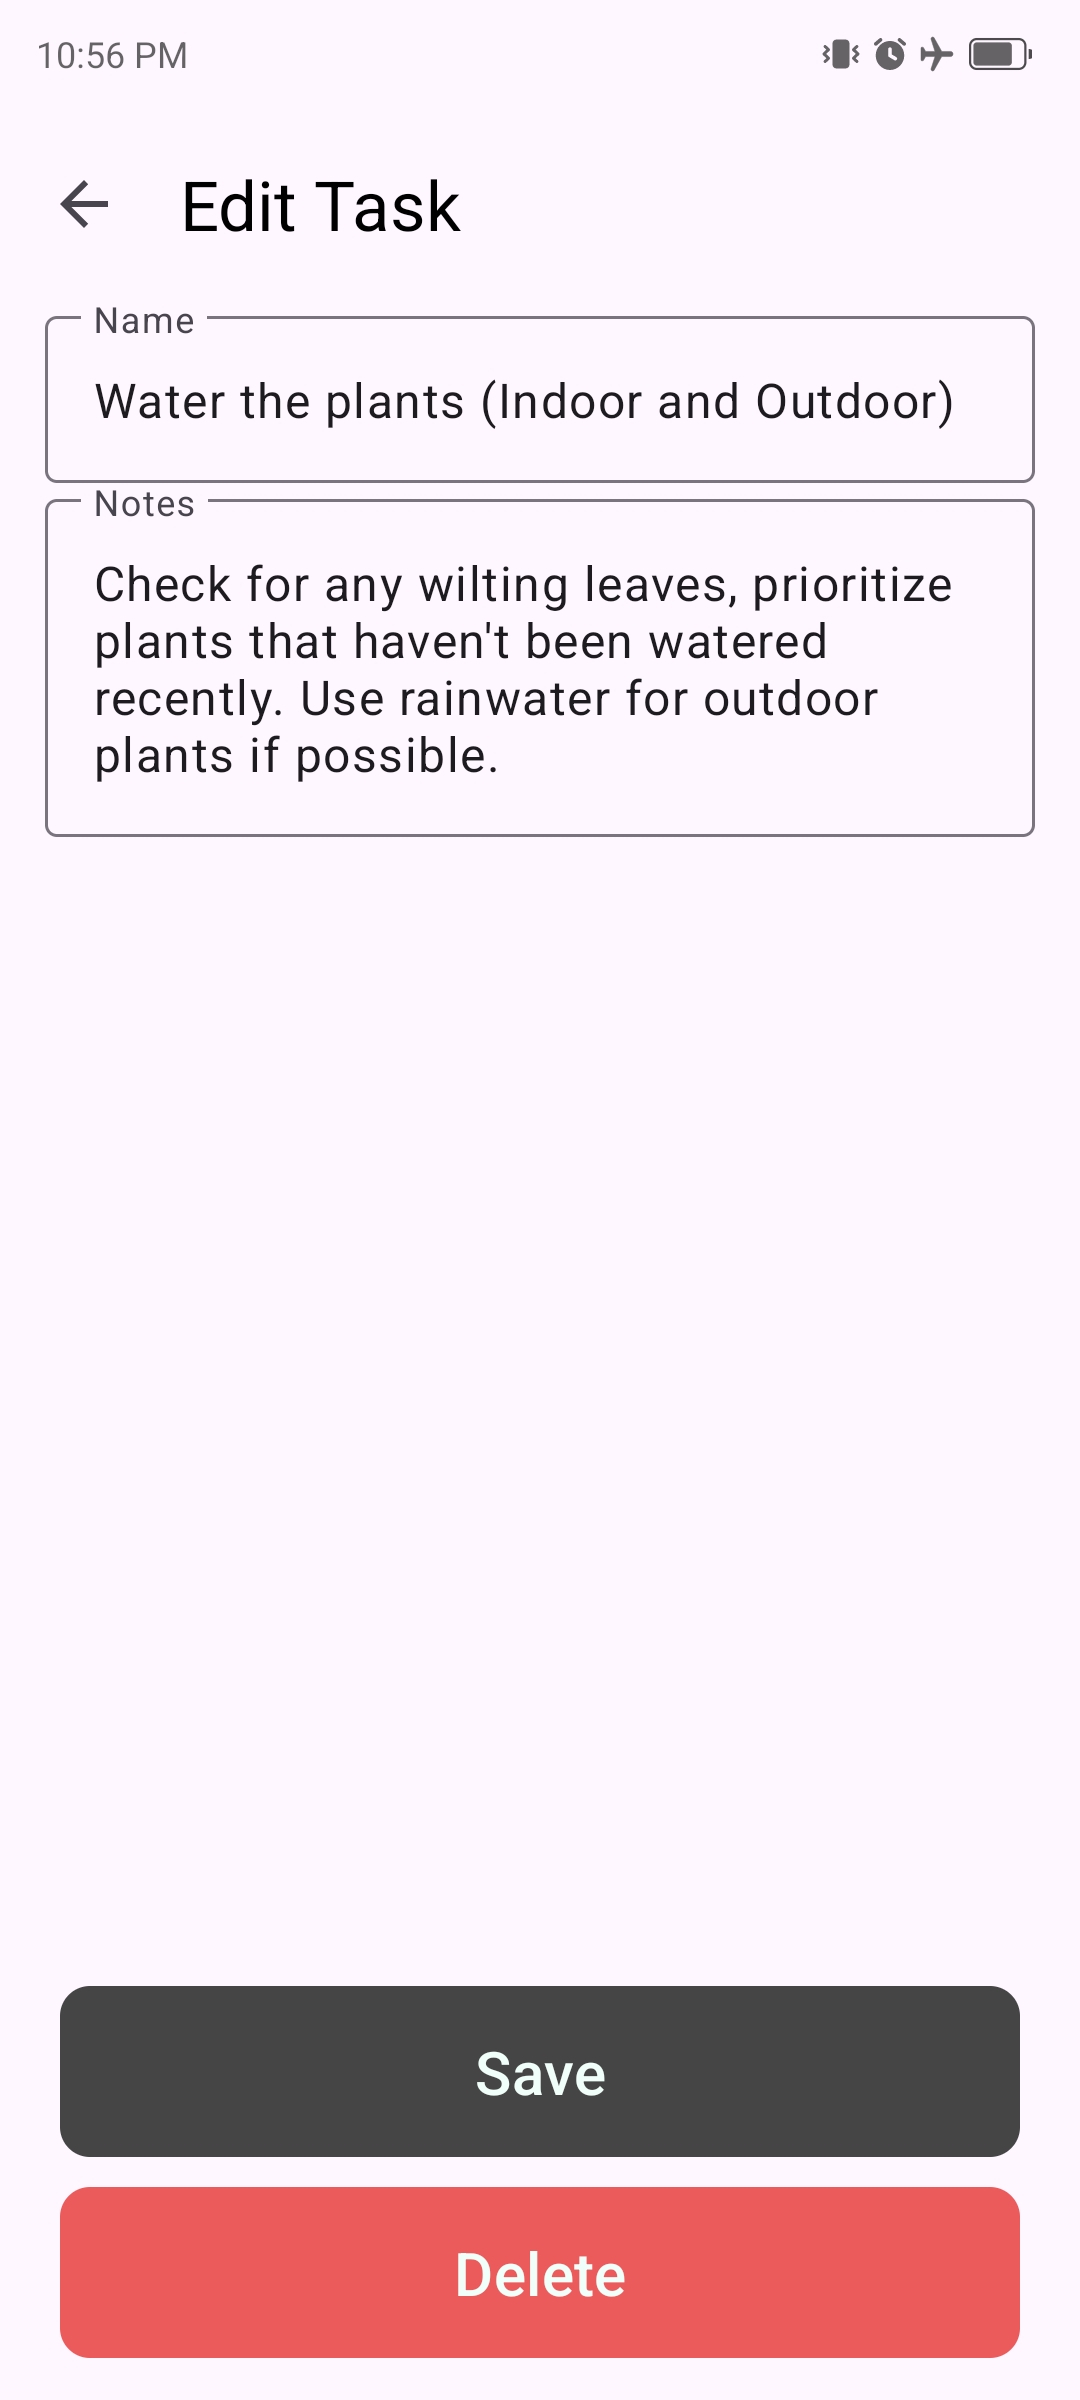 10:56 PM
Edit Task
Name
Water the plants (Indoor and Outdoor)
Notes
Check for any wilting leaves, prioritize
plants that haven't been watered
recently. Use rainwater for outdoor
plants if possible.
Save
Delete